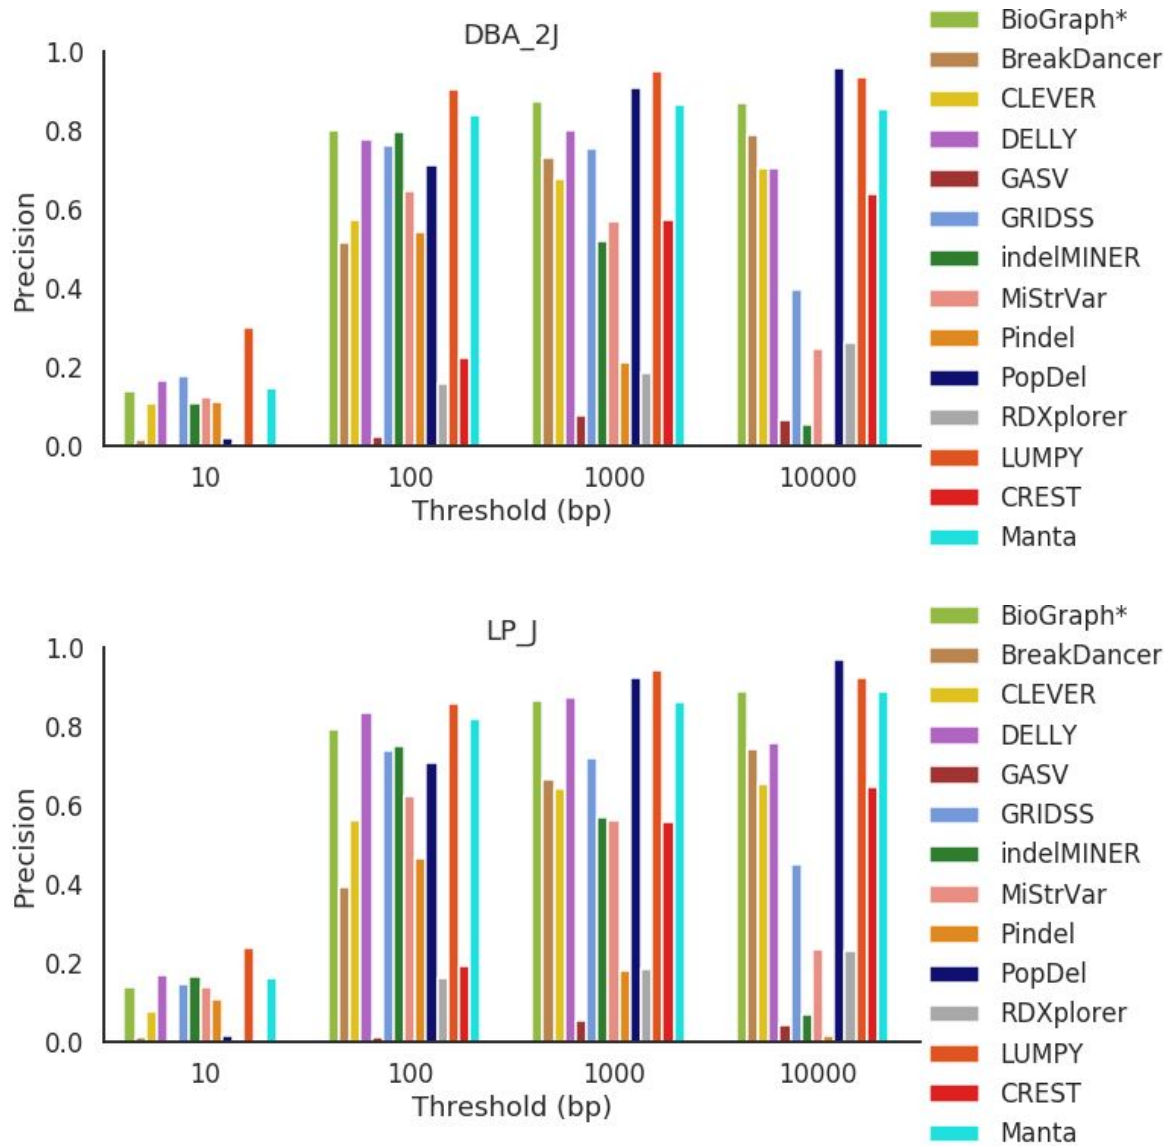 DBA_2J
1.0
0.8
0.6
0.4
0.2
0.0
Precision
10 100 1000 10000
Threshold (bp)
BioGraph*
BreakDancer
CLEVER
DELLY
GASV
GRIDSS
indelMINER
MiStrVar
Pindel
PopDel
RDXplorer
LUMPY
CREST
Manta
LP_J
1.0
0.8
0.6
0.4
0.2
0.0
Precision
10 100 1000 10000
Threshold (bp)
BioGraph*
BreakDancer
CLEVER
DELLY
GASV
GRIDSS
indelMINER
MiStrVar
Pindel
PopDel
RDXplorer
LUMPY
CREST
Manta